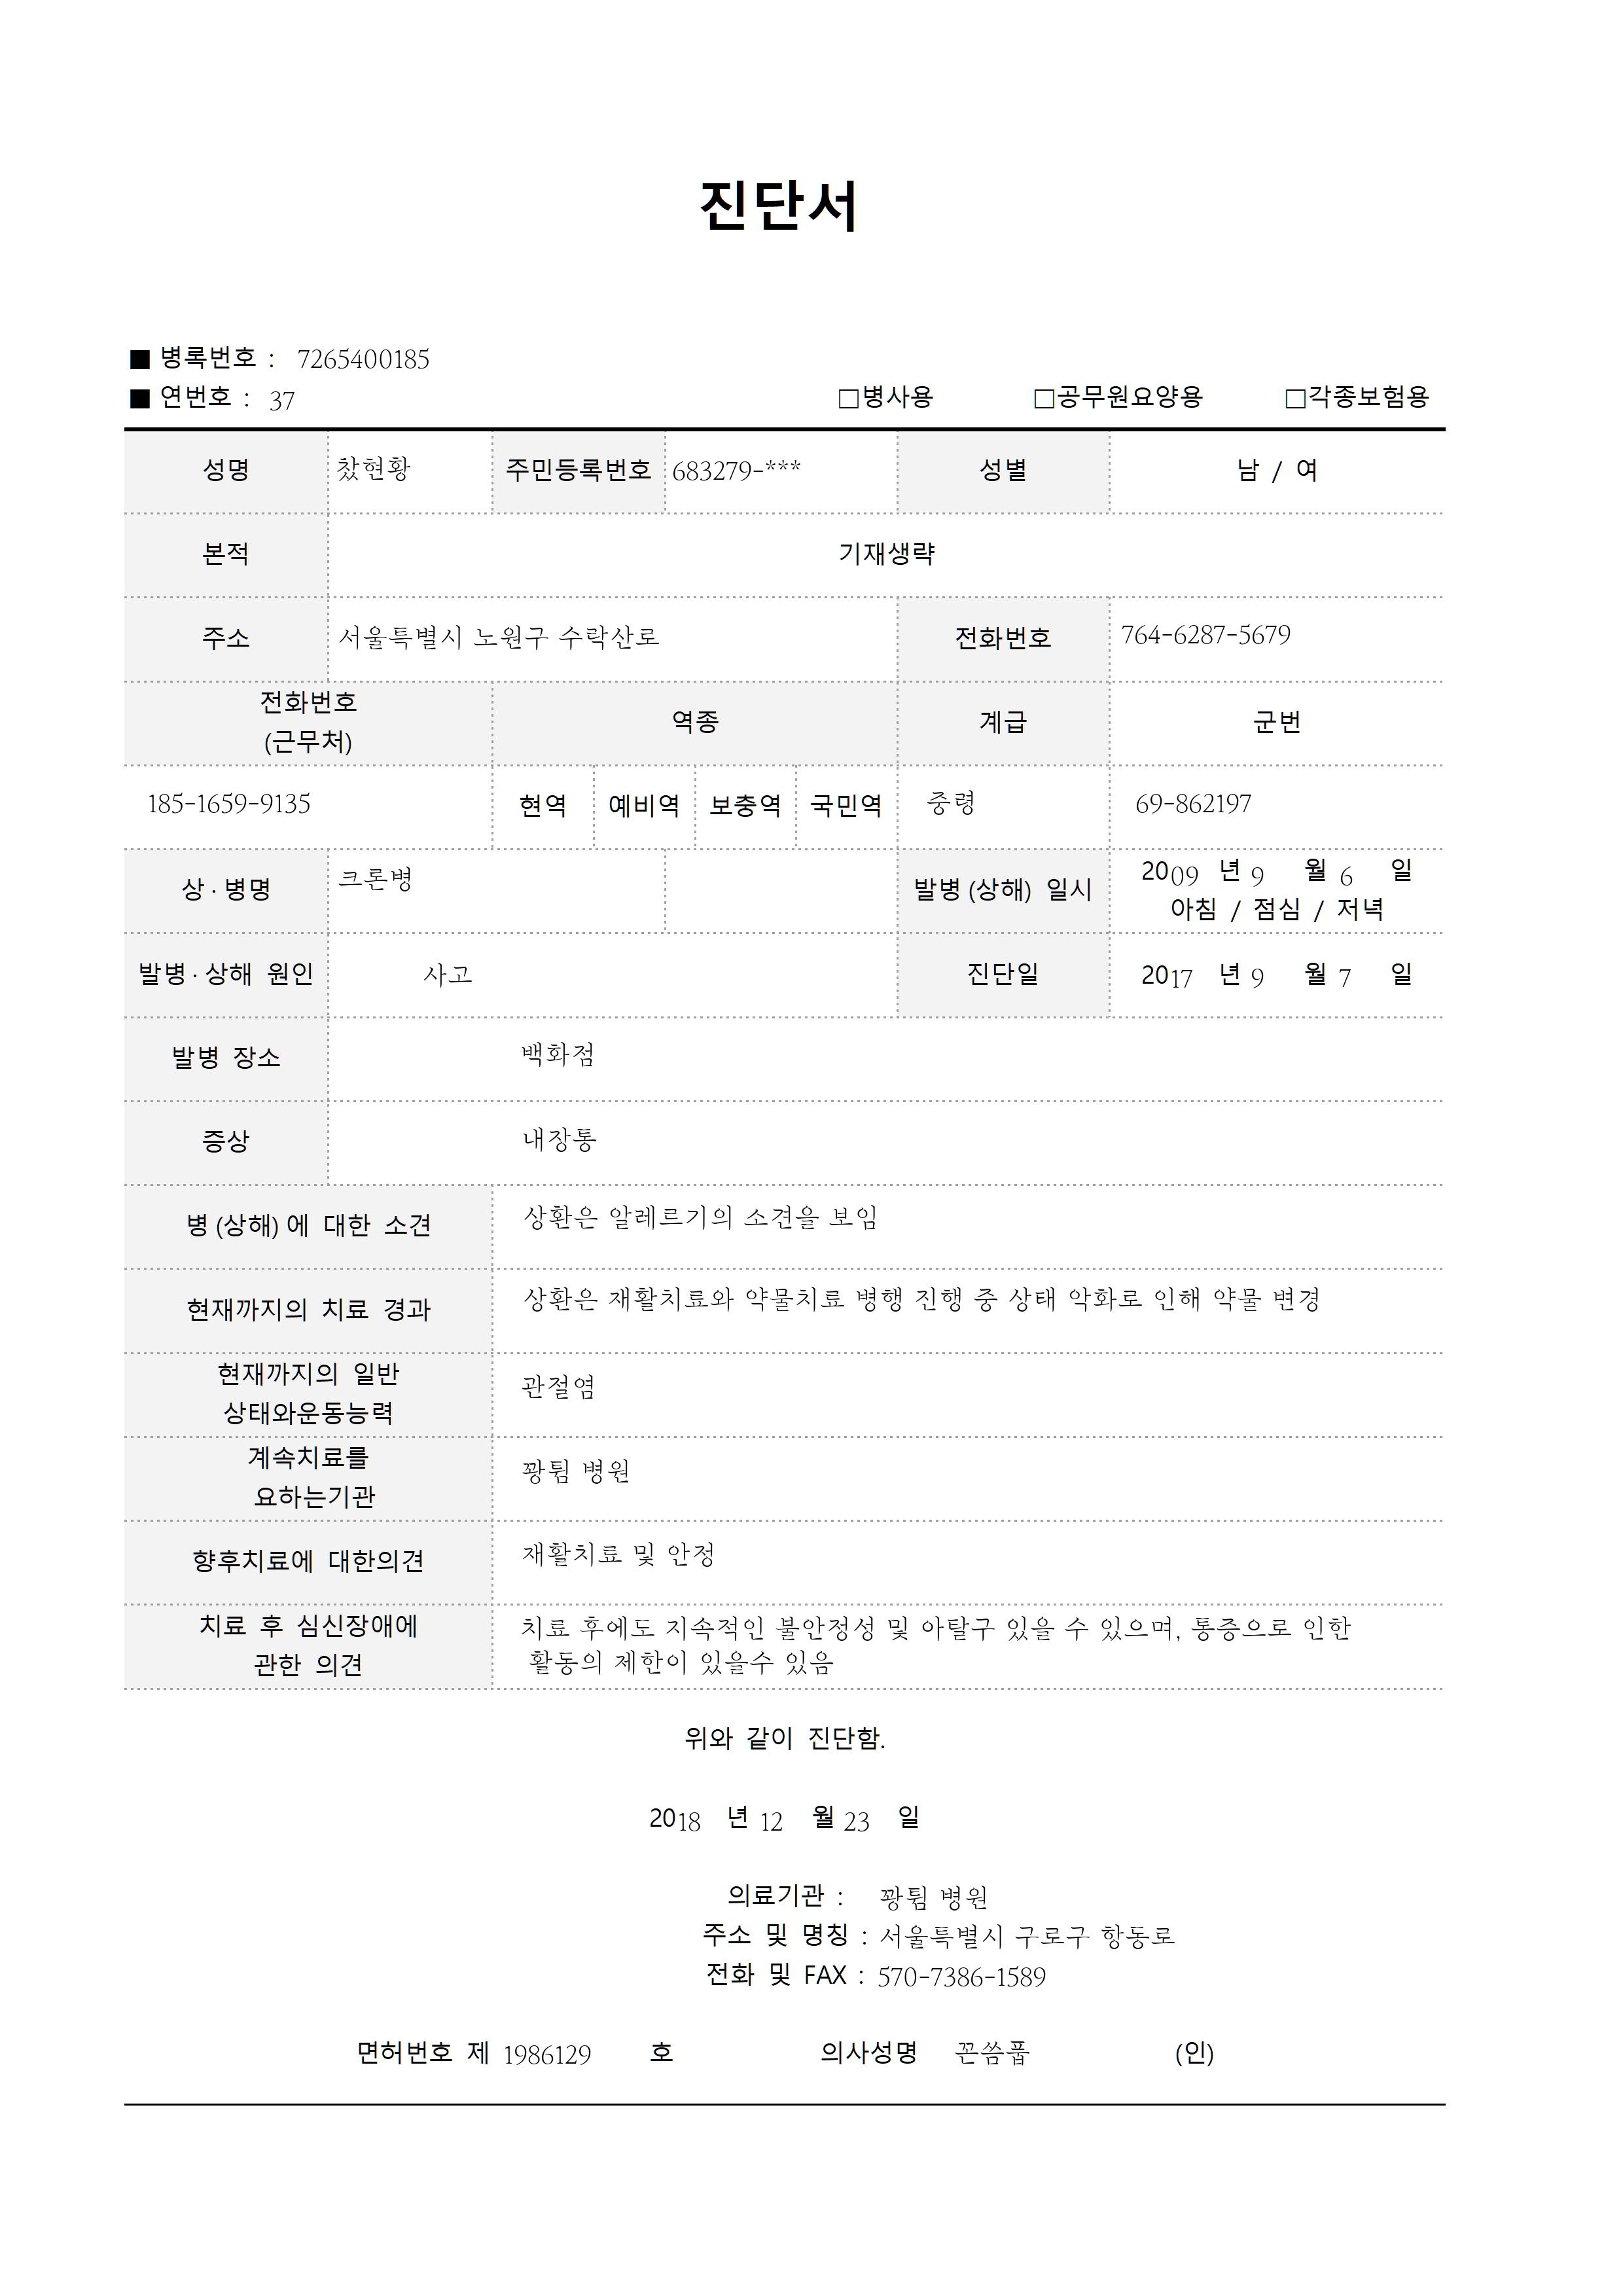 진단서
■ 병록번호 : 7265400185
■ 연번호 : 37 □병사용 □공무원요양용 □각종보험용
성명 찼현황 주민등록번호 683279-*** 성별 남 / 여
본적 기재생략
주소 서울특별시 노원구 수락산로 전화번호 764-6287-5679
전화번호
(근무처) 역종 계급 군번
185-1659-9135 현역 예비역 보충역 국민역 중령 69-862197
상·병명 크론병 발병(상해) 일시 2009 년 9 월 6 일
아침 / 점심 / 저녁
발병·상해 원인 사고 진단일 2017 년 9 월 7 일
발병 장소 백화점
증상 내장통
병(상해)에 대한 소견 상환은 알레르기의 소견을 보임
현재까지의 치료 경과 상환은 재활치료와 약물치료 병행 진행 중 상태 악화로 인해 약물 변경
현재까지의 일반
상태와운동능력 관절염
계속치료를
요하는기관 꽝튐 병원
향후치료에 대한의견 재활치료 및 안정
치료 후 심신장애에
관한 의견
치료 후에도 지속적인 불안정성 및 아탈구 있을 수 있으며, 통증으로 인한
활동의 제한이 있을수 있음
위와 같이 진단함.
2018 년 12 월 23 일
의료기관 : 꽝튐 병원
주소 및 명칭 : 서울특별시 구로구 항동로
전화 및 FAX : 570-7386-1589
면허번호 제 1986129 호 의사성명 꼰씀풉 (인)